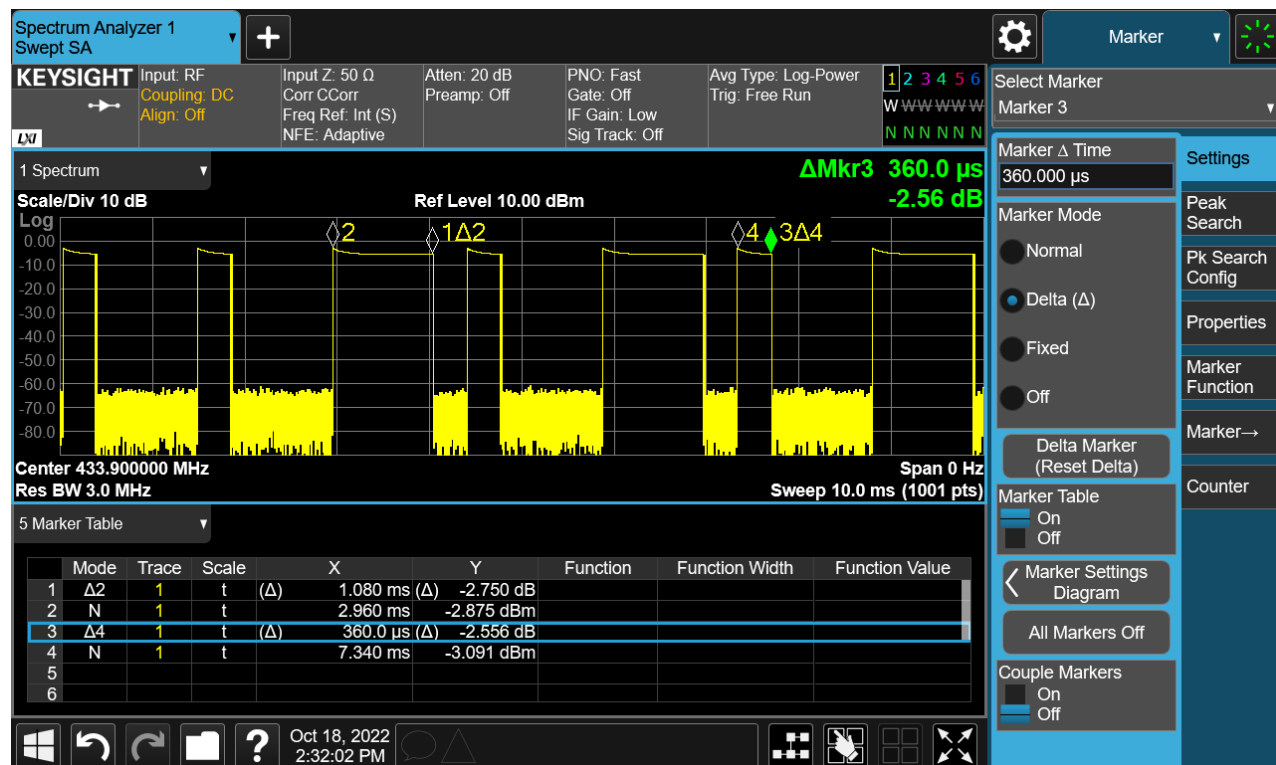 Spectrum Analyzer 1
Swept SA
Marker
KEYSIGHT
LXI
Input: RF
Coupling: DC
Align: Off
Input Z: 50 Ω
Corr CCorr
Freq Ref: Int (S)
NFE: Adaptive
Atten: 20 dB
Preamp: Off
PNO: Fast
Gate: Off
IF Gain: Low
Sig Track: Off
Avg Type: Log-Power
Trig: Free Run
1 2 3 4 5 6
W W W W W W
N N N N N N
Select Marker
Marker 3
1 Spectrum
ΔMkr3 360.0 µs
-2.56 dB
Scale/Div 10 dB
Ref Level 10.00 dBm
Log
0.00
-10.0
-20.0
-30.0
-40.0
-50.0
-60.0
-70.0
-80.0
2
1Δ2
4
3Δ4
Center 433.900000 MHz
Span 0 Hz
Res BW 3.0 MHz
Sweep 10.0 ms (1001 pts)
5 Marker Table
Mode Trace Scale X Y Function Function Width Function Value
1 Δ2 1 t (Δ) 1.080 ms (Δ) -2.750 dB
2 N 1 t 2.960 ms -2.875 dBm
3 Δ4 1 t (Δ) 360.0 µs (Δ) -2.556 dB
4 N 1 t 7.340 ms -3.091 dBm
5
6
Marker Δ Time
360.000 µs
Marker Mode
Normal
Delta (Δ)
Fixed
Off
Delta Marker
(Reset Delta)
Marker Table
On
Off
Marker Settings
Diagram
All Markers Off
Couple Markers
On
Off
Settings
Peak
Search
Pk Search
Config
Properties
Marker
Function
Marker→
Counter
?
Oct 18, 2022
2:32:02 PM